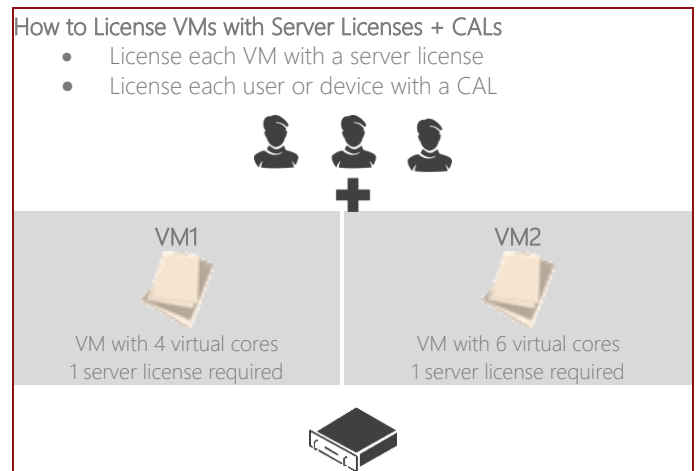 How to License VMs with Server Licenses + CALs
• License each VM with a server license
• License each user or device with a CAL
VM1
VM with 4 virtual cores
1 server license required
VM2
VM with 6 virtual cores
1 server license required